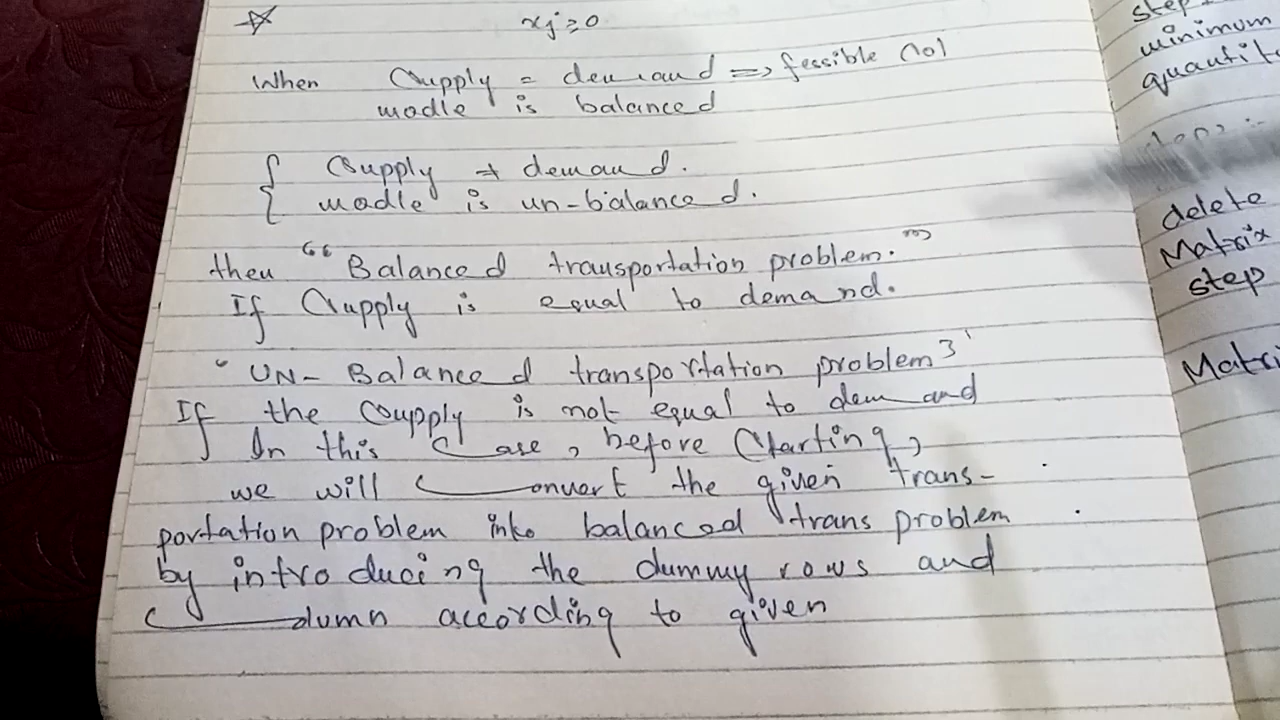 xj ≥ 0
When Supply = demand => fessible sol
modle is balanced
{ Supply ≠ demand.
modle is un-balanced.
then "Balanced transportation problem."
If Supply is equal to demand.
"UN-Balanced transportation problem"
If the supply is not equal to demand
In this Case, before Starting,
we will Convert the given trans-
portation problem into balanced trans problem
by introducing the dummy rows and
Column according to given
step
minimum
delete
Matrix
step